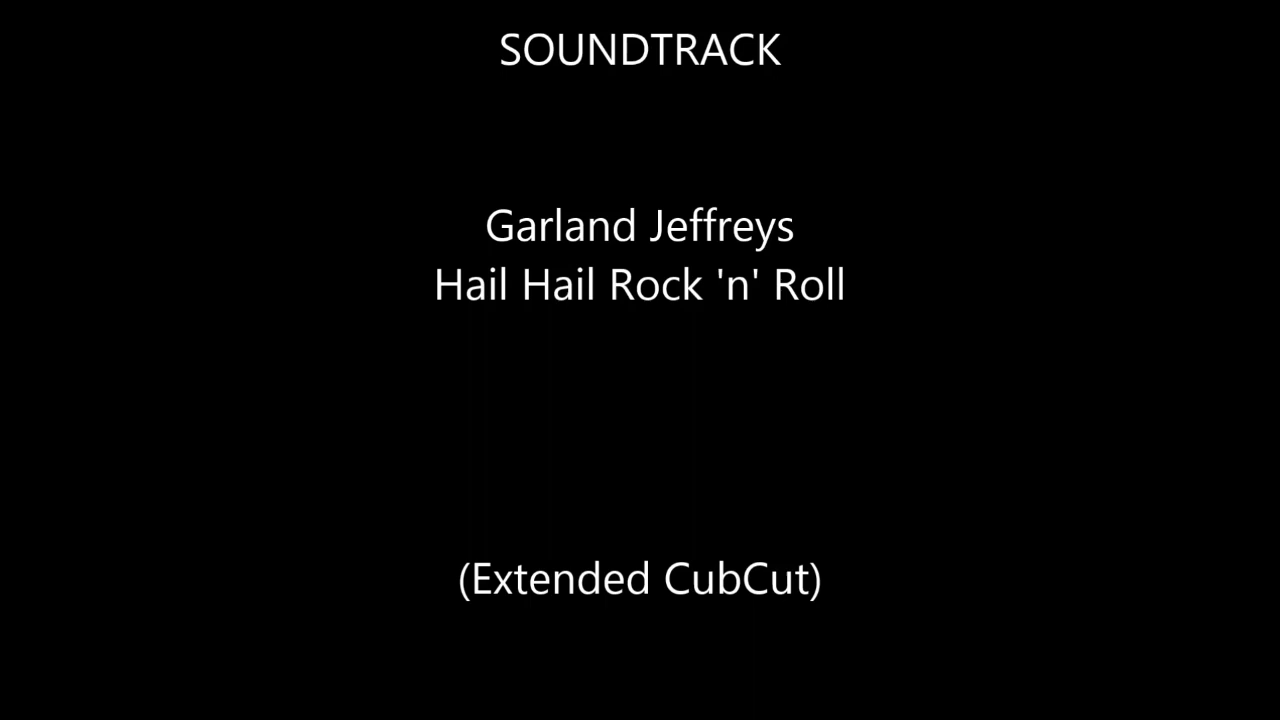 SOUNDTRACK
Garland Jeffreys
Hail Hail Rock 'n' Roll
(Extended CubCut)